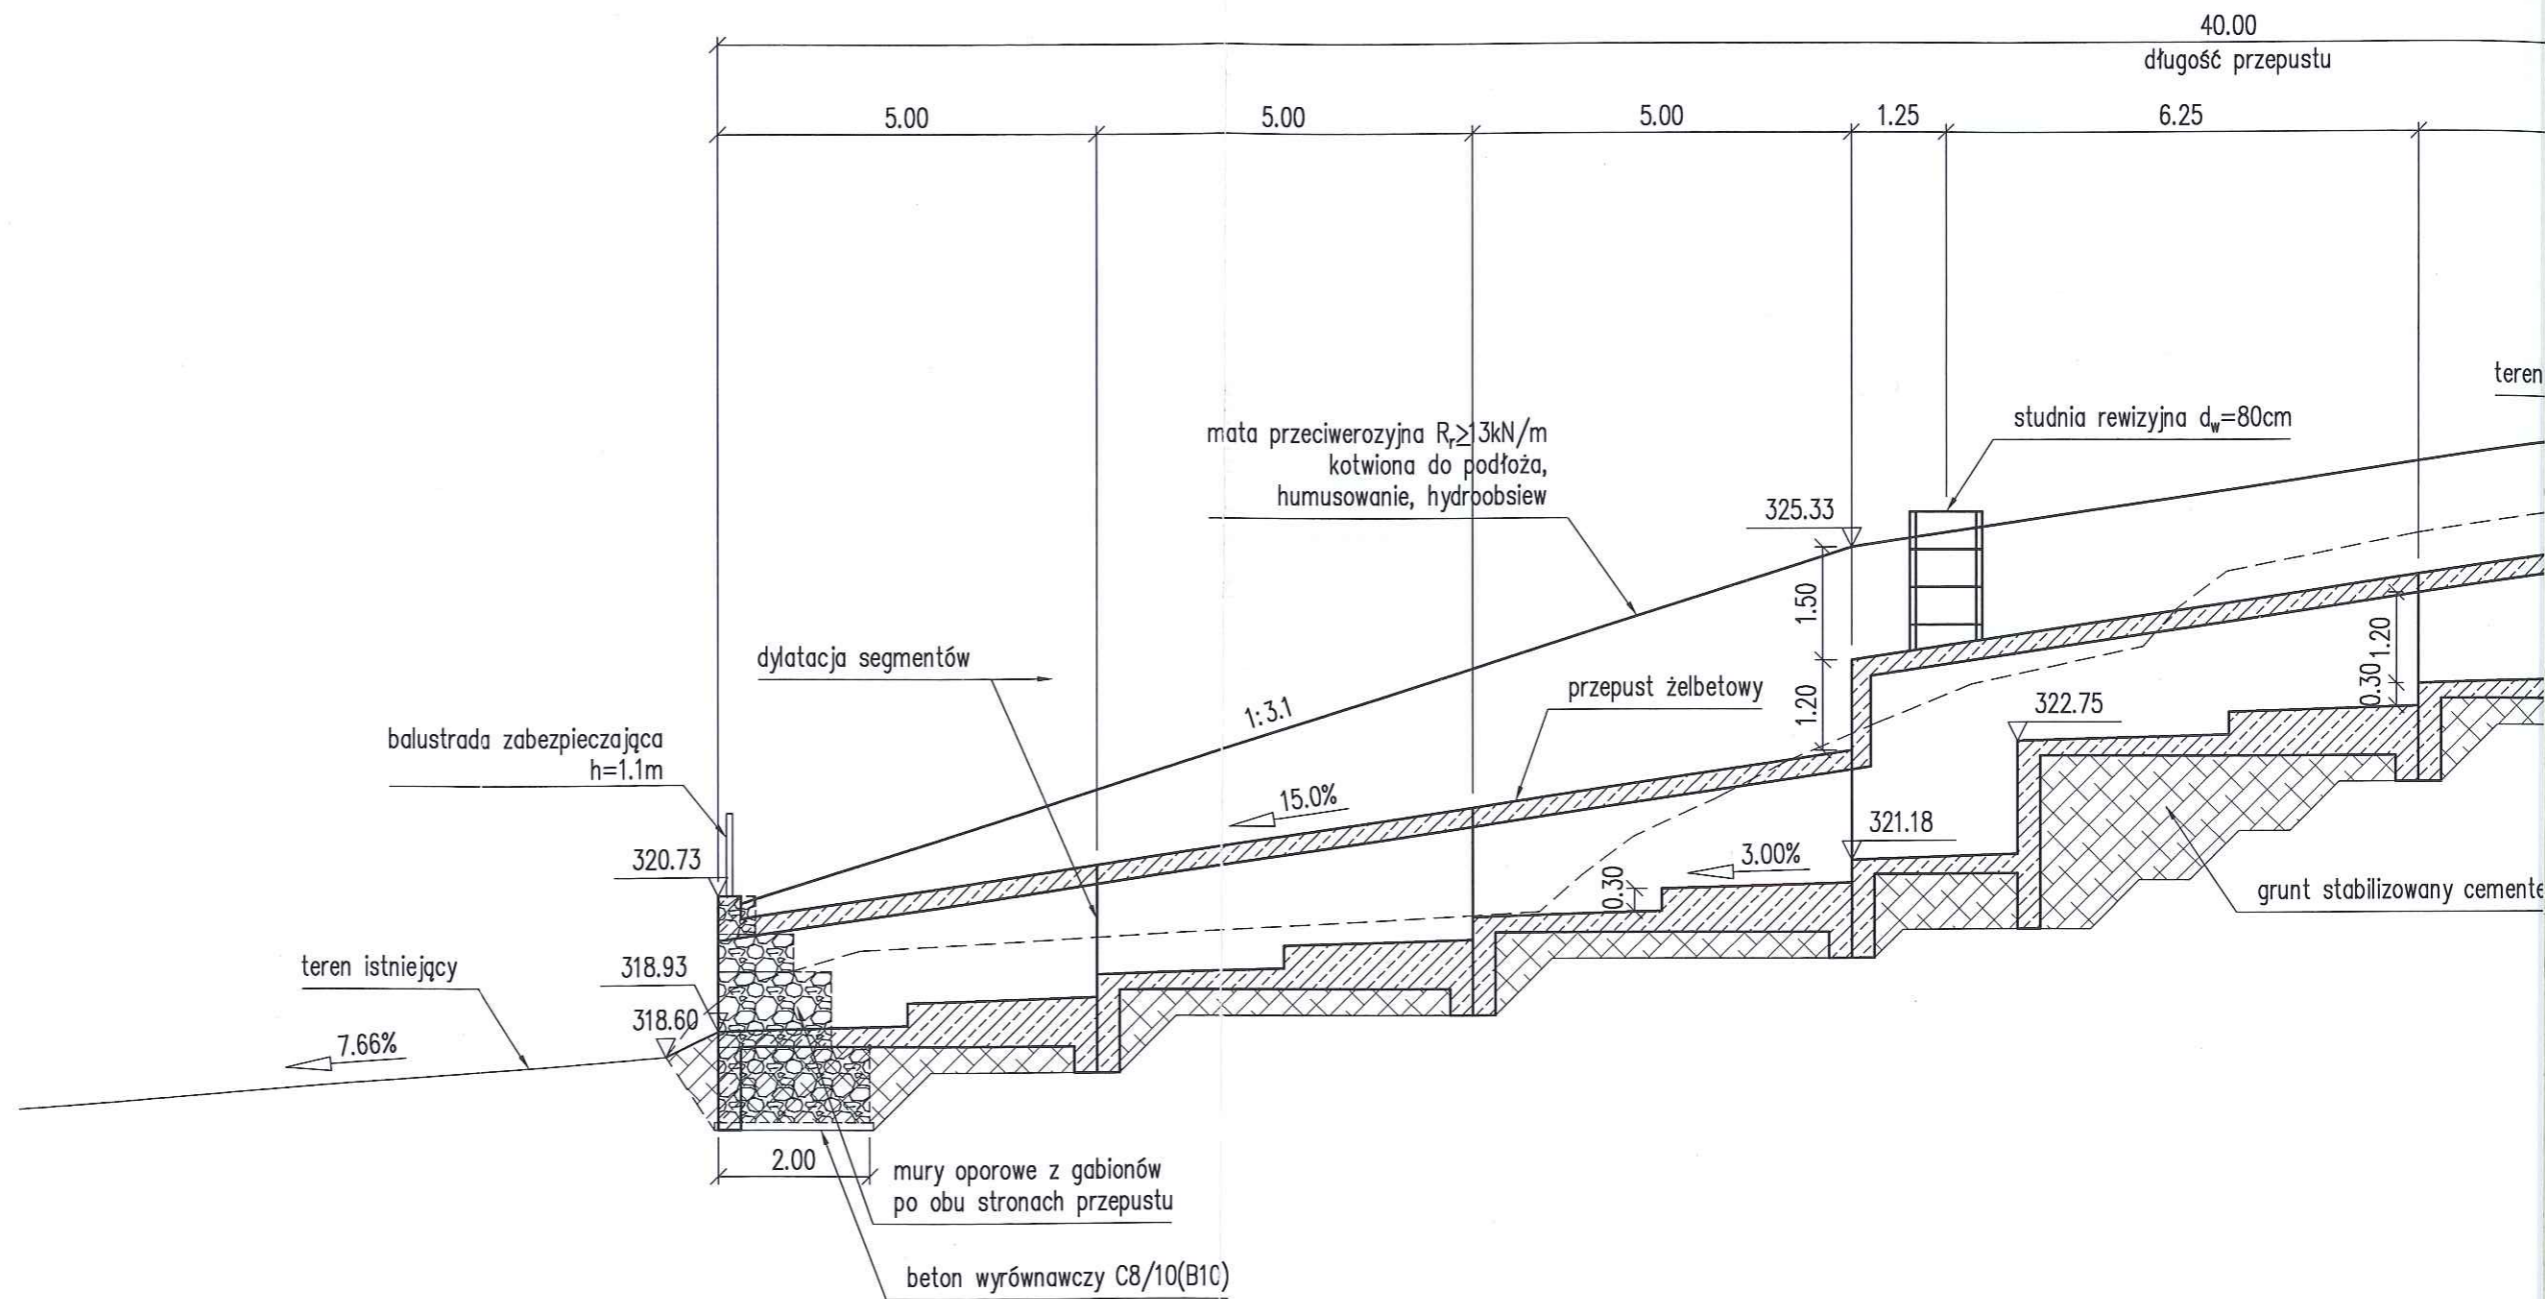 40.00
długość przepustu
5.00
5.00
5.00
1.25
6.25
teren
studnia rewizyjna dw=80cm
mata przeciwerozyjna Rr≥13kN/m
kotwiona do podłoża,
humusowanie, hydroobsiew
325.33
1.50
1.20
dylatacja segmentów
przepust żelbetowy
1:3.1
1.20
0.30
322.75
balustrada zabezpieczająca
h=1.1m
15.0%
320.73
321.18
3.00%
0.30
grunt stabilizowany cemente
teren istniejący
318.93
318.60
7.66%
2.00
mury oporowe z gabionów
po obu stronach przepustu
beton wyrównawczy C8/10(B10)